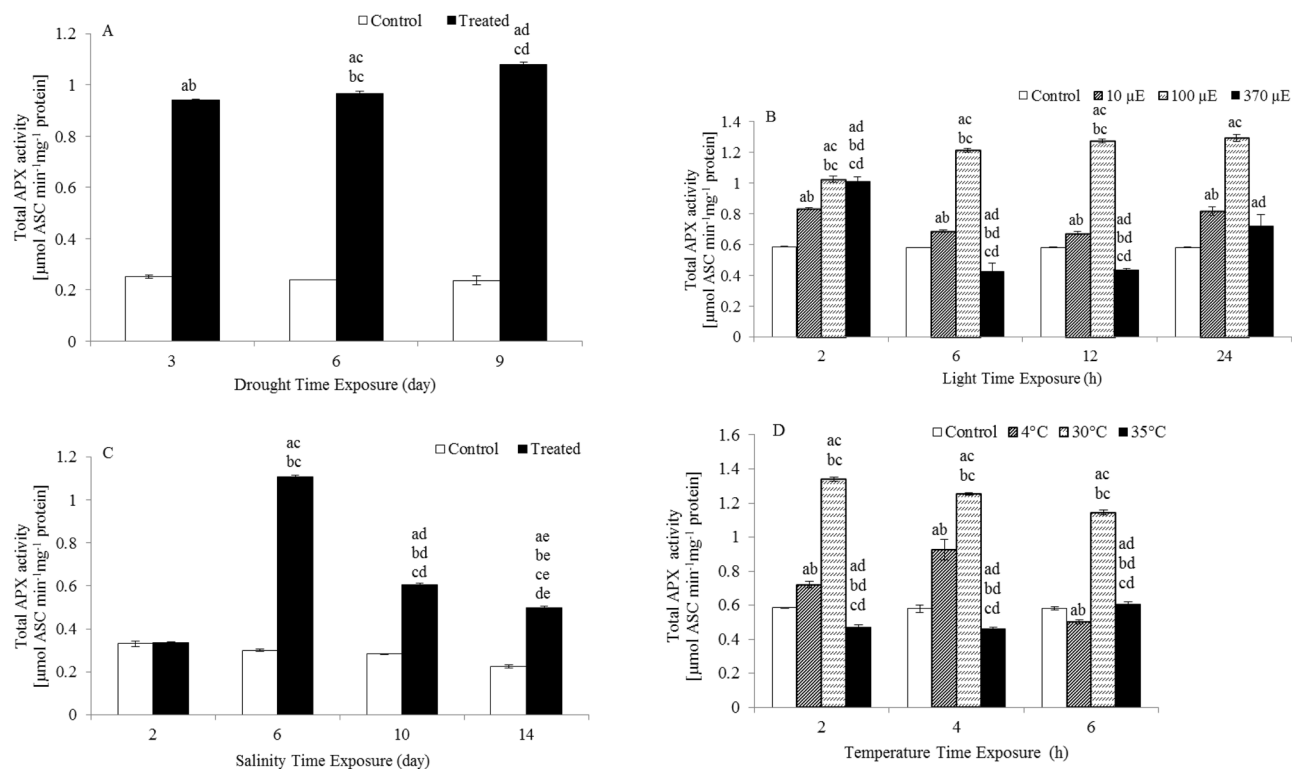 A
Control Treated
Total APX activity
[µmol ASC min-1mg-1 protein]
1.2
1
0.8
0.6
0.4
0.2
0
ab
ac
bc
ad
cd
3 6 9
Drought Time Exposure (day)
B
Control 10 µE 100 µE 370 µE
Total APX activity
[µmol ASC min-1mg-1 protein]
1.4
1.2
1
0.8
0.6
0.4
0.2
0
ab
ac
bc
ad
bd
cd
ab
ac
bc
ad
bd
cd
ab
ac
bc
ad
bd
cd
ab
ac
bc
ad
2 6 12 24
Light Time Exposure (h)
C
Control Treated
Total APX activity
[µmol ASC min-1mg-1 protein]
1.2
1
0.8
0.6
0.4
0.2
0
ac
bc
ad
bd
cd
ae
be
ce
de
2 6 10 14
Salinity Time Exposure (day)
D
Control 4°C 30°C 35°C
Total APX activity
[µmol ASC min-1mg-1 protein]
1.6
1.4
1.2
1
0.8
0.6
0.4
0.2
0
ab
ac
bc
ad
bd
cd
ab
ac
bc
ad
bd
cd
ab
ac
bc
ad
bd
cd
2 4 6
Temperature Time Exposure (h)